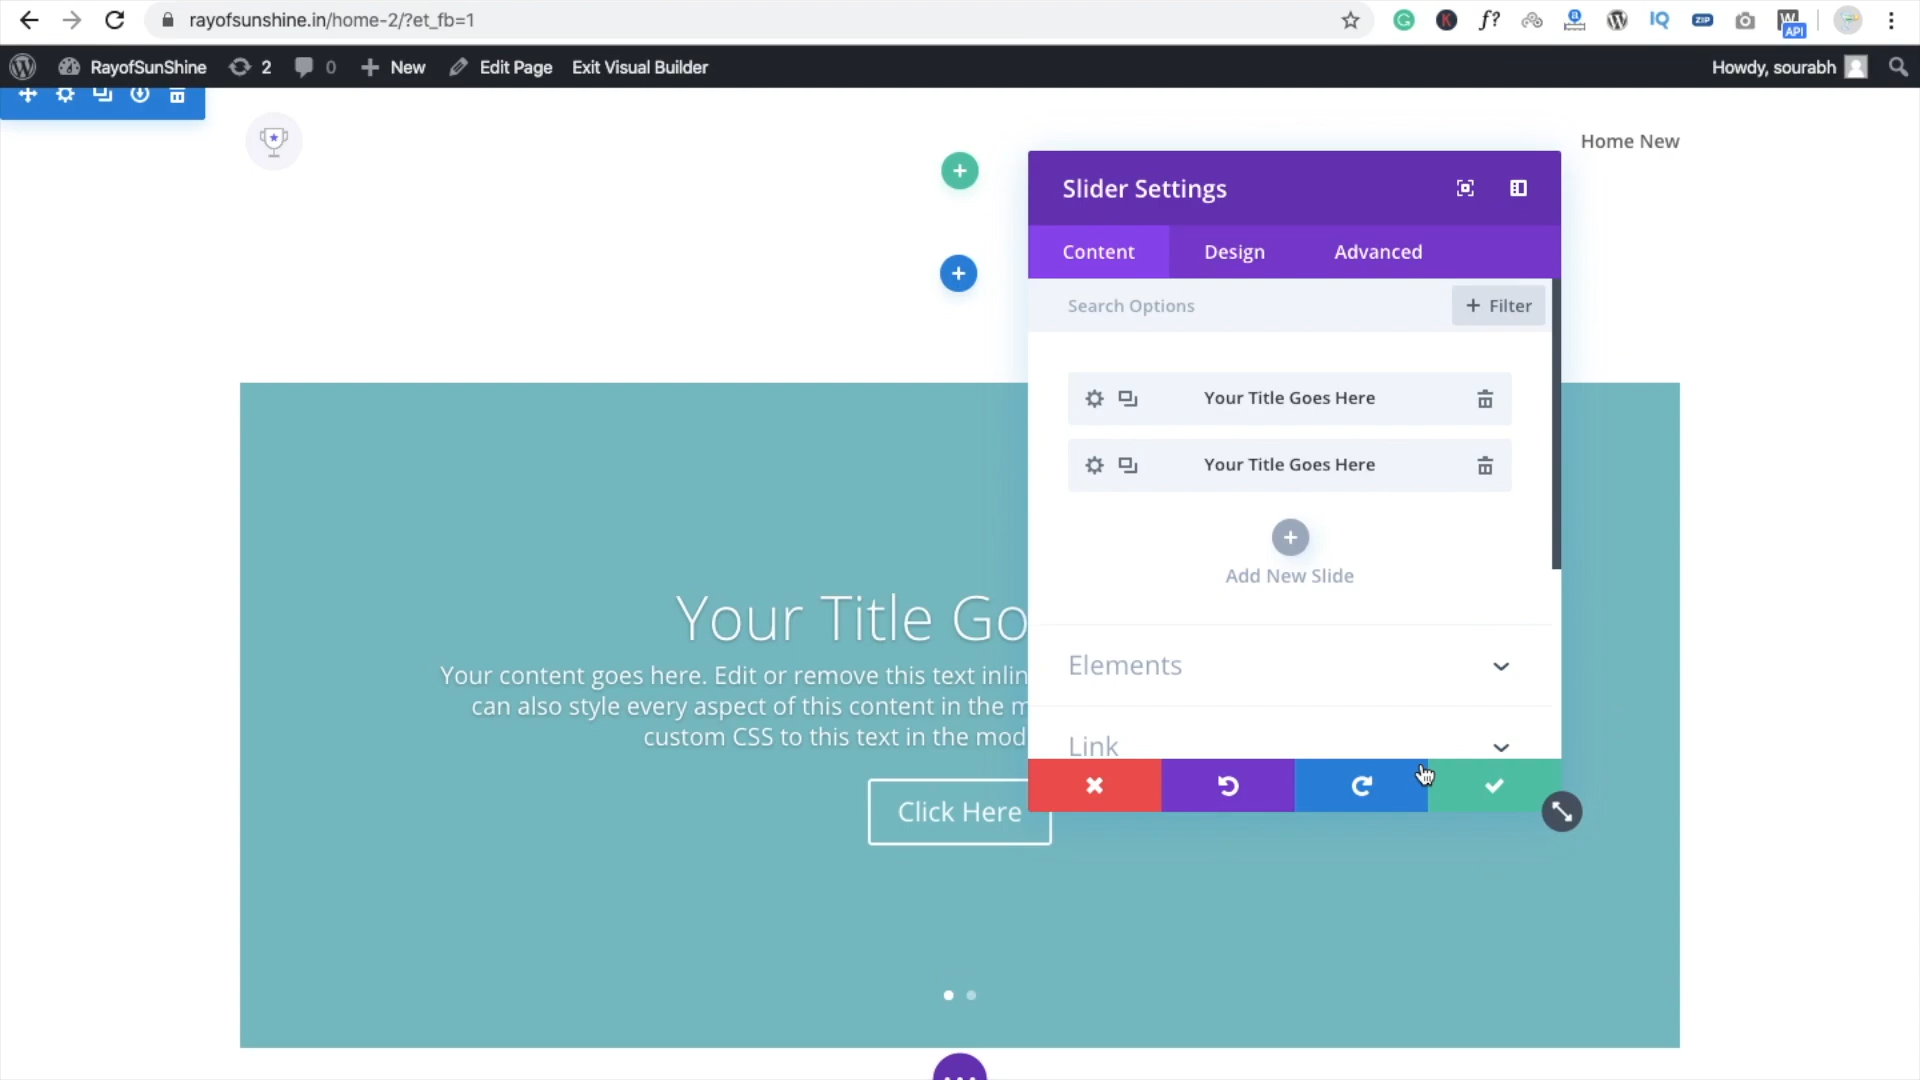 rayofsunshine.in/home-2/?et_fb=1
G K f? a IQ ZIP W API
RayofSunShine 2 0 New Edit Page Exit Visual Builder Howdy, sourabh
Home New
Slider Settings
Content Design Advanced
Search Options + Filter
Your Title Goes Here
Your Title Goes Here
Add New Slide
Your Title Go
Elements
Your content goes here. Edit or remove this text inlin
can also style every aspect of this content in the m
custom CSS to this text in the mod
Link
Click Here